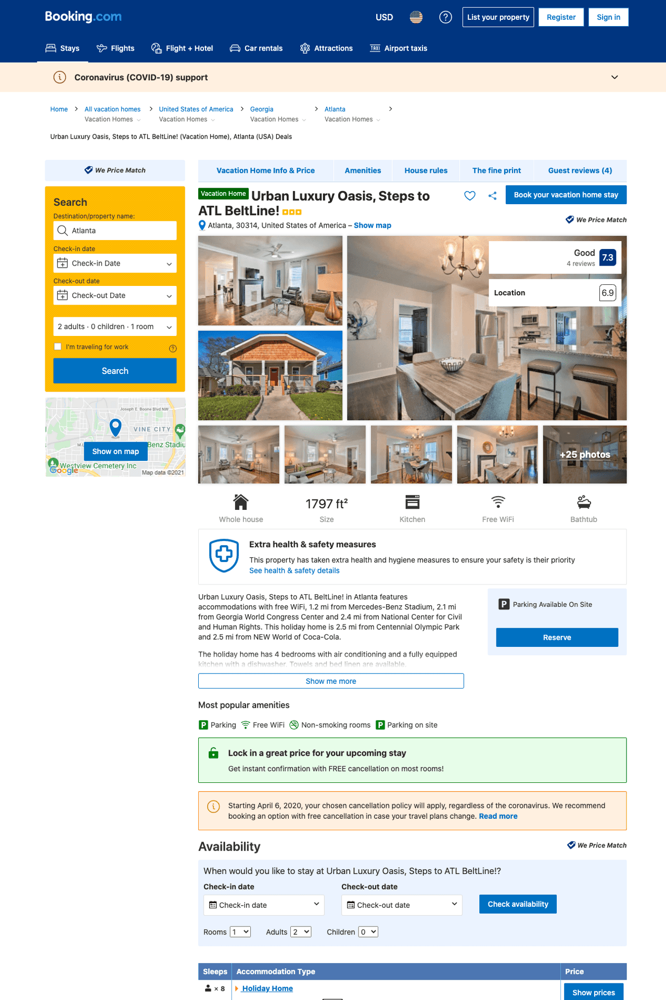 Booking.com
USD
List your property
Register
Sign in
Stays
Flights
Flight + Hotel
Car rentals
Attractions
TAXI Airport taxis
Coronavirus (COVID-19) support
Home
All vacation homes
United States of America
Georgia
Atlanta
Vacation Homes
Vacation Homes
Vacation Homes
Vacation Homes
Urban Luxury Oasis, Steps to ATL BeltLine! (Vacation Home), Atlanta (USA) Deals
We Price Match
Search
Destination/property name:
Atlanta
Check-in date
Check-in Date
Check-out date
Check-out Date
2 adults · 0 children · 1 room
I'm traveling for work
Search
Joseph E. Boone Blvd NW
VINE CITY
Benz Stadiu
Show on map
Westview Cemetery Inc
Google
Map data ©2021
Vacation Home Info & Price
Amenities
House rules
The fine print
Guest reviews (4)
Vacation Home Urban Luxury Oasis, Steps to
ATL BeltLine!
Book your vacation home stay
We Price Match
Atlanta, 30314, United States of America – Show map
Good
4 reviews
7.3
Location
6.9
+25 photos
Whole house
1797 ft²
Size
Kitchen
Free WiFi
Bathtub
Extra health & safety measures
This property has taken extra health and hygiene measures to ensure your safety is their priority
See health & safety details
Urban Luxury Oasis, Steps to ATL BeltLine! in Atlanta features
accommodations with free WiFi, 1.2 mi from Mercedes-Benz Stadium, 2.1 mi
from Georgia World Congress Center and 2.4 mi from National Center for Civil
and Human Rights. This holiday home is 2.5 mi from Centennial Olympic Park
and 2.5 mi from NEW World of Coca-Cola.
The holiday home has 4 bedrooms with air conditioning and a fully equipped
kitchen with a dishwasher. Towels and bed linen are available.
Show me more
P Parking Available On Site
Reserve
Most popular amenities
P Parking
Free WiFi
Non-smoking rooms
P Parking on site
Lock in a great price for your upcoming stay
Get instant confirmation with FREE cancellation on most rooms!
Starting April 6, 2020, your chosen cancellation policy will apply, regardless of the coronavirus. We recommend
booking an option with free cancellation in case your travel plans change. Read more
Availability
We Price Match
When would you like to stay at Urban Luxury Oasis, Steps to ATL BeltLine!?
Check-in date
Check-out date
Check-in date
Check-out date
Check availability
Rooms 1
Adults 2
Children 0
Sleeps
Accommodation Type
Price
× 8
Holiday Home
Show prices